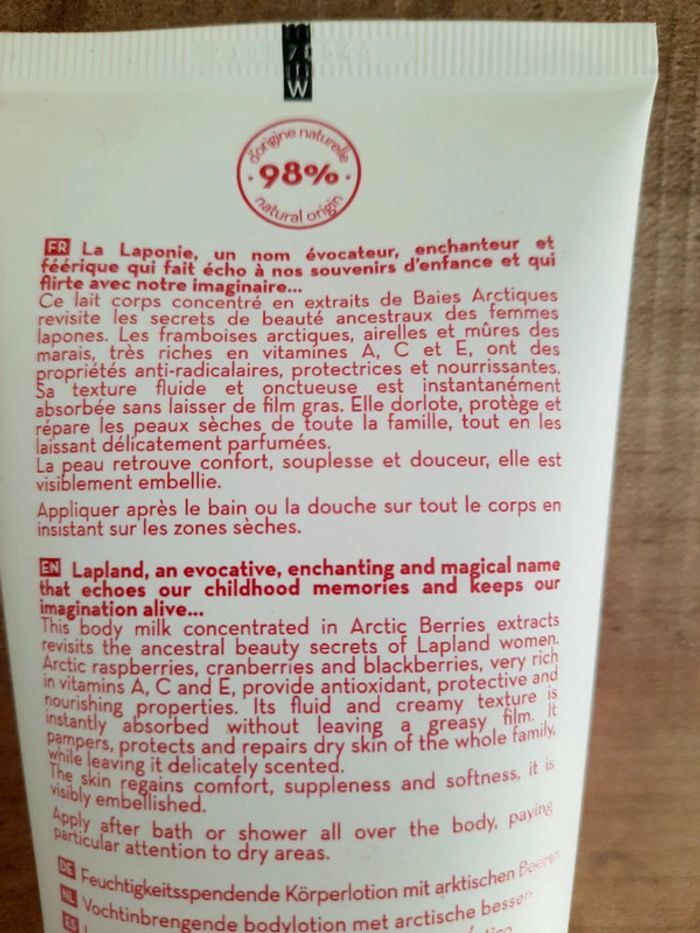 W
d'origine naturelle
98%
natural origin
FR La Laponie, un nom évocateur, enchanteur et
féérique qui fait écho à nos souvenirs d'enfance et qui
flirte avec notre imaginaire...
Ce lait corps concentré en extraits de Baies Arctiques
revisite les secrets de beauté ancestraux des femmes
lapones. Les framboises arctiques, airelles et mûres des
marais, très riches en vitamines A, C et E, ont des
propriétés anti-radicalaires, protectrices et nourrissantes.
Sa texture fluide et onctueuse est instantanément
absorbée sans laisser de film gras. Elle dorlote, protège et
répare les peaux sèches de toute la famille, tout en les
laissant délicatement parfumées.
La peau retrouve confort, souplesse et douceur, elle est
visiblement embellie.
Appliquer après le bain ou la douche sur tout le corps en
insistant sur les zones sèches.
EN Lapland, an evocative, enchanting and magical name
that echoes our childhood memories and keeps our
imagination alive...
This body milk concentrated in Arctic Berries extracts
revisits the ancestral beauty secrets of Lapland women.
Arctic raspberries, cranberries and blackberries, very rich
in vitamins A, C and E, provide antioxidant, protective and
nourishing properties. Its fluid and creamy texture is
instantly absorbed without leaving a greasy film. It
pampers, protects and repairs dry skin of the whole family,
while leaving it delicately scented.
The skin regains comfort, suppleness and softness, it is
visibly embellished.
Apply after bath or shower all over the body, paying
particular attention to dry areas.
DE Feuchtigkeitsspendende Körperlotion mit arktischen Beeren
NL Vochtinbrengende bodylotion met arctische bessen
ES